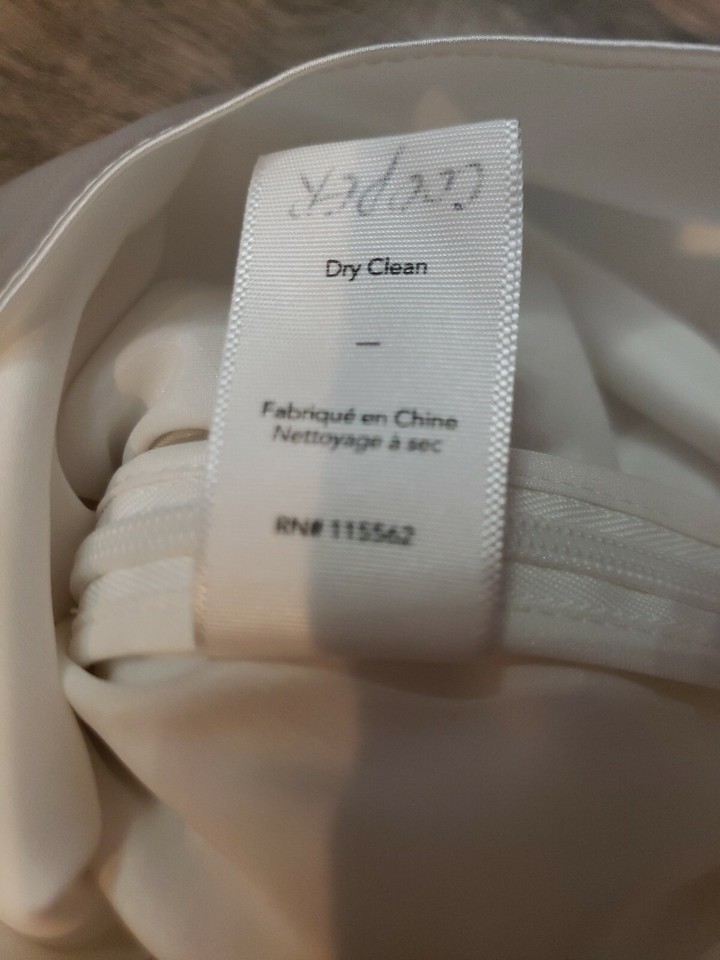 Dry Clean
—
Fabriqué en Chine
Nettoyage à sec
RN# 115562